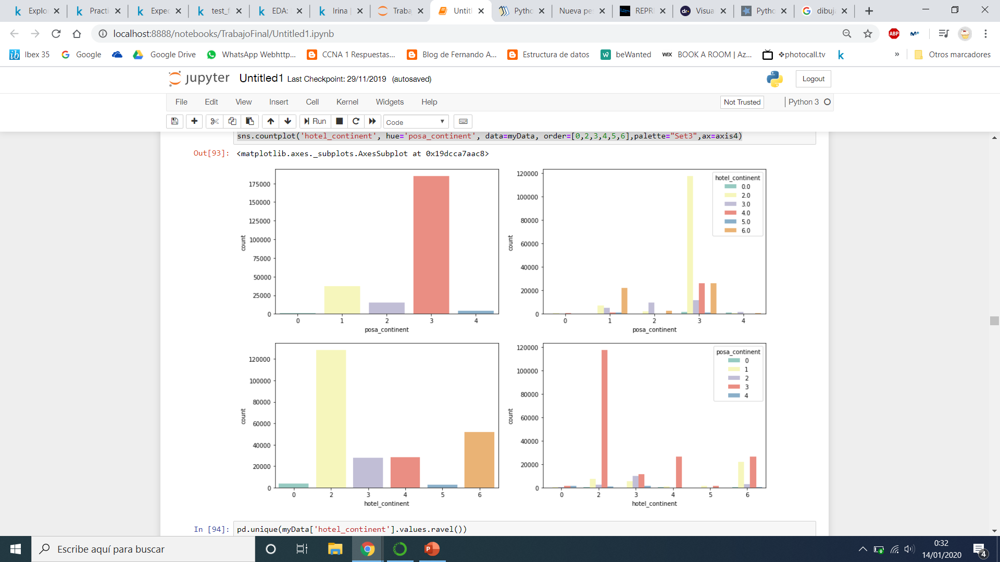 Explo Practi Expec test_f EDA: Irina | Traba Untitl Pytho Nueva pe REPR Visua Pytho dibuj
localhost:8888/notebooks/TrabajoFinal/Untitled1.ipynb
ABP M+
Ibex 35 Google Google Drive WhatsApp Webhttp... CCNA 1 Respuestas... Blog de Fernando A... Estructura de datos beWanted WIX BOOK A ROOM | Az... ❖photocall.tv k » Otros marcadores
jupyter Untitled1 Last Checkpoint: 29/11/2019 (autosaved) Logout
File Edit View Insert Cell Kernel Widgets Help Not Trusted Python 3
Run Code
sns.countplot('hotel_continent', hue='posa_continent', data=myData, order=[0,2,3,4,5,6],palette="Set3",ax=axis4)
Out[93]: <matplotlib.axes._subplots.AxesSubplot at 0x19dcca7aac8>
175000
150000
125000
100000
75000
50000
25000
0
count
0 1 2 3 4
posa_continent
120000
100000
80000
60000
40000
20000
0
count
hotel_continent
0.0
2.0
3.0
4.0
5.0
6.0
0 1 2 3 4
posa_continent
120000
100000
80000
60000
40000
20000
0
count
0 2 3 4 5 6
hotel_continent
120000
100000
80000
60000
40000
20000
0
count
posa_continent
0
1
2
3
4
0 2 3 4 5 6
hotel_continent
In [94]: pd.unique(myData['hotel_continent'].values.ravel())
Escribe aquí para buscar
0:32
14/01/2020
4